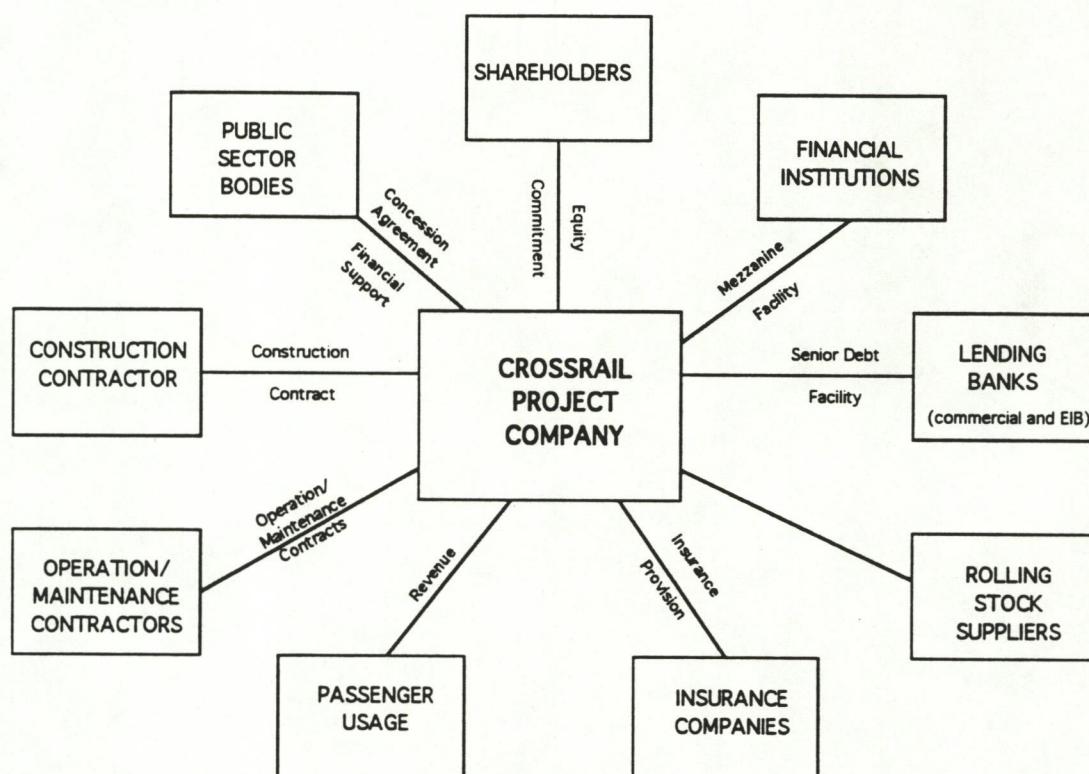 SHAREHOLDERS
PUBLIC
SECTOR
BODIES
FINANCIAL
INSTITUTIONS
Concession
Agreement
Financial
Support
Equity
Commitment
Mezzanine
Facility
CONSTRUCTION
CONTRACTOR
Construction
Contract
CROSSRAIL
PROJECT
COMPANY
Senior Debt
Facility
LENDING
BANKS
(commercial and EIB)
Operation/
Maintenance
Contracts
OPERATION/
MAINTENANCE
CONTRACTORS
Revenue
Insurance
Provision
ROLLING
STOCK
SUPPLIERS
PASSENGER
USAGE
INSURANCE
COMPANIES